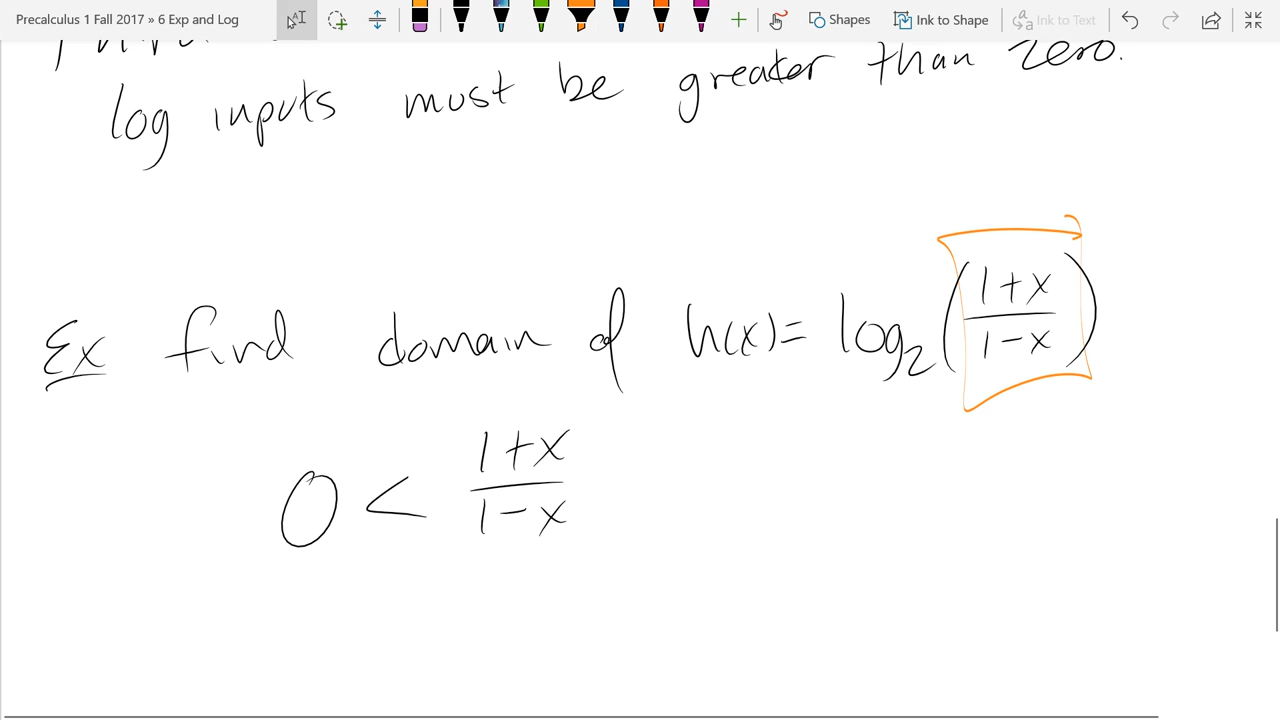 Precalculus 1 Fall 2017 » 6 Exp and Log
Shapes Ink to Shape Ink to Text
log inputs must be greater than zero.
Ex find domain of h(x) = log₂((1+x)/(1-x))
0 < (1+x)/(1-x)